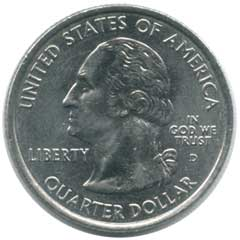 UNITED STATES OF AMERICA
IN
GOD WE
TRUST
LIBERTY
D
QUARTER DOLLAR